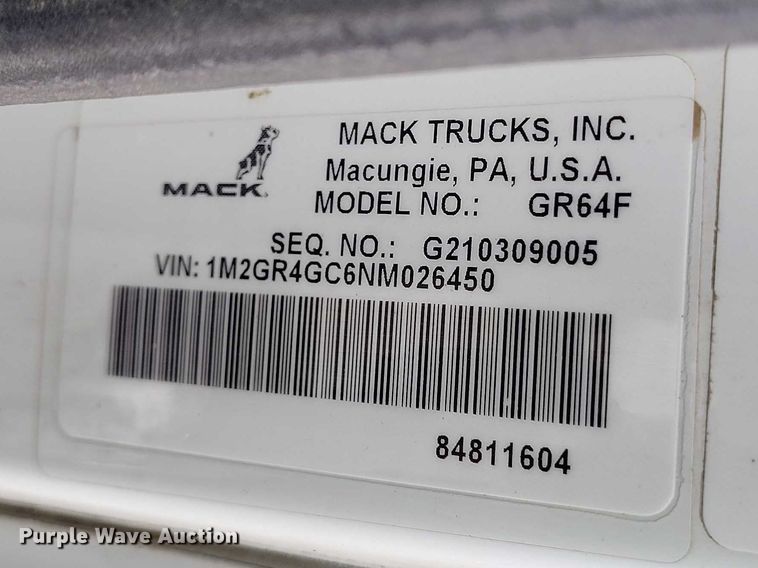 MACK TRUCKS, INC.
MACK
Macungie, PA, U.S.A.
MODEL NO.: GR64F
SEQ. NO.: G210309005
VIN: 1M2GR4GC6NM026450
84811604
Purple Wave Auction